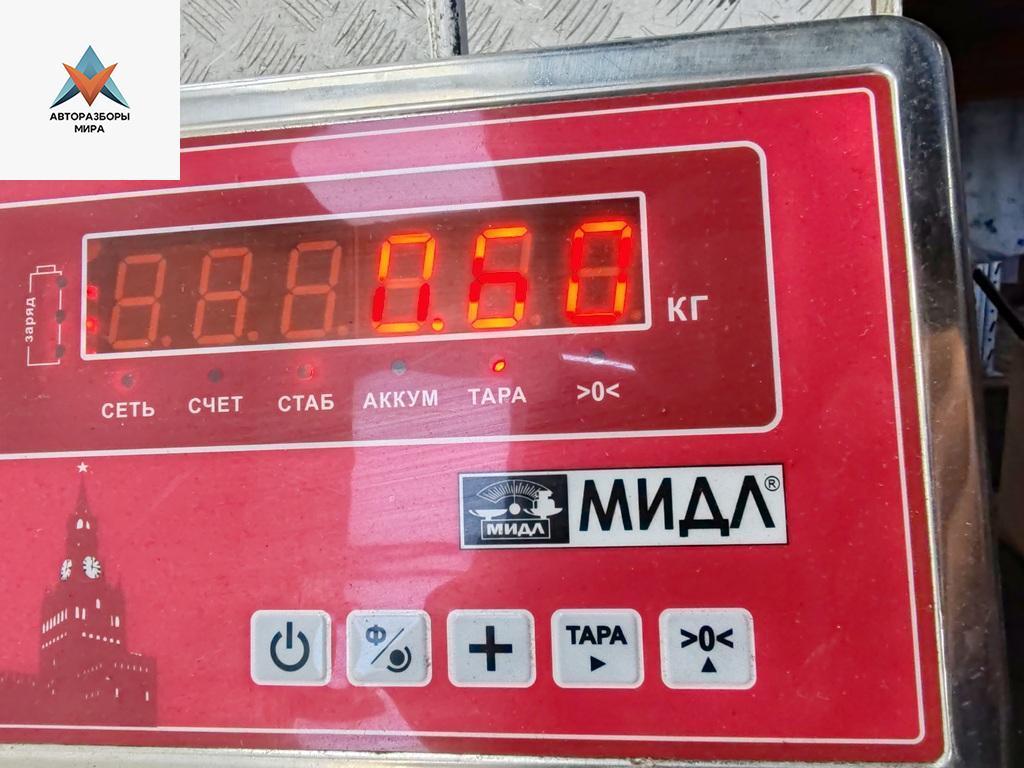 АВТОРАЗБОРЫ
МИРА
заряд
0.60
КГ
СЕТЬ СЧЕТ СТАБ АККУМ ТАРА >0<
МИДЛ МИДЛ®
Ф + ТАРА >0<